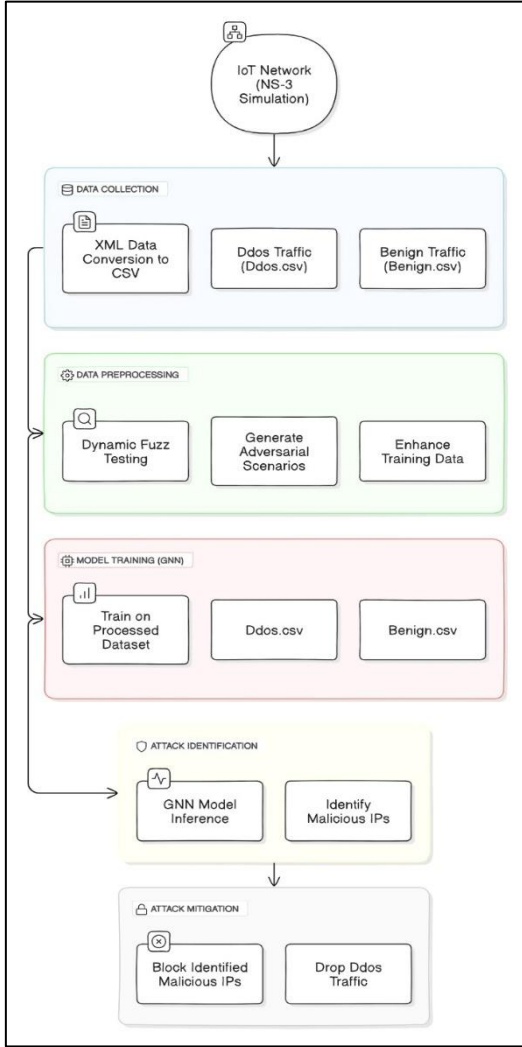 IoT Network
(NS-3
Simulation)
DATA COLLECTION
XML Data
Conversion to
CSV
Ddos Traffic
(Ddos.csv)
Benign Traffic
(Benign.csv)
DATA PREPROCESSING
Dynamic Fuzz
Testing
Generate
Adversarial
Scenarios
Enhance
Training Data
MODEL TRAINING (GNN)
Train on
Processed
Dataset
Ddos.csv
Benign.csv
ATTACK IDENTIFICATION
GNN Model
Inference
Identify
Malicious IPs
ATTACK MITIGATION
Block Identified
Malicious IPs
Drop Ddos
Traffic